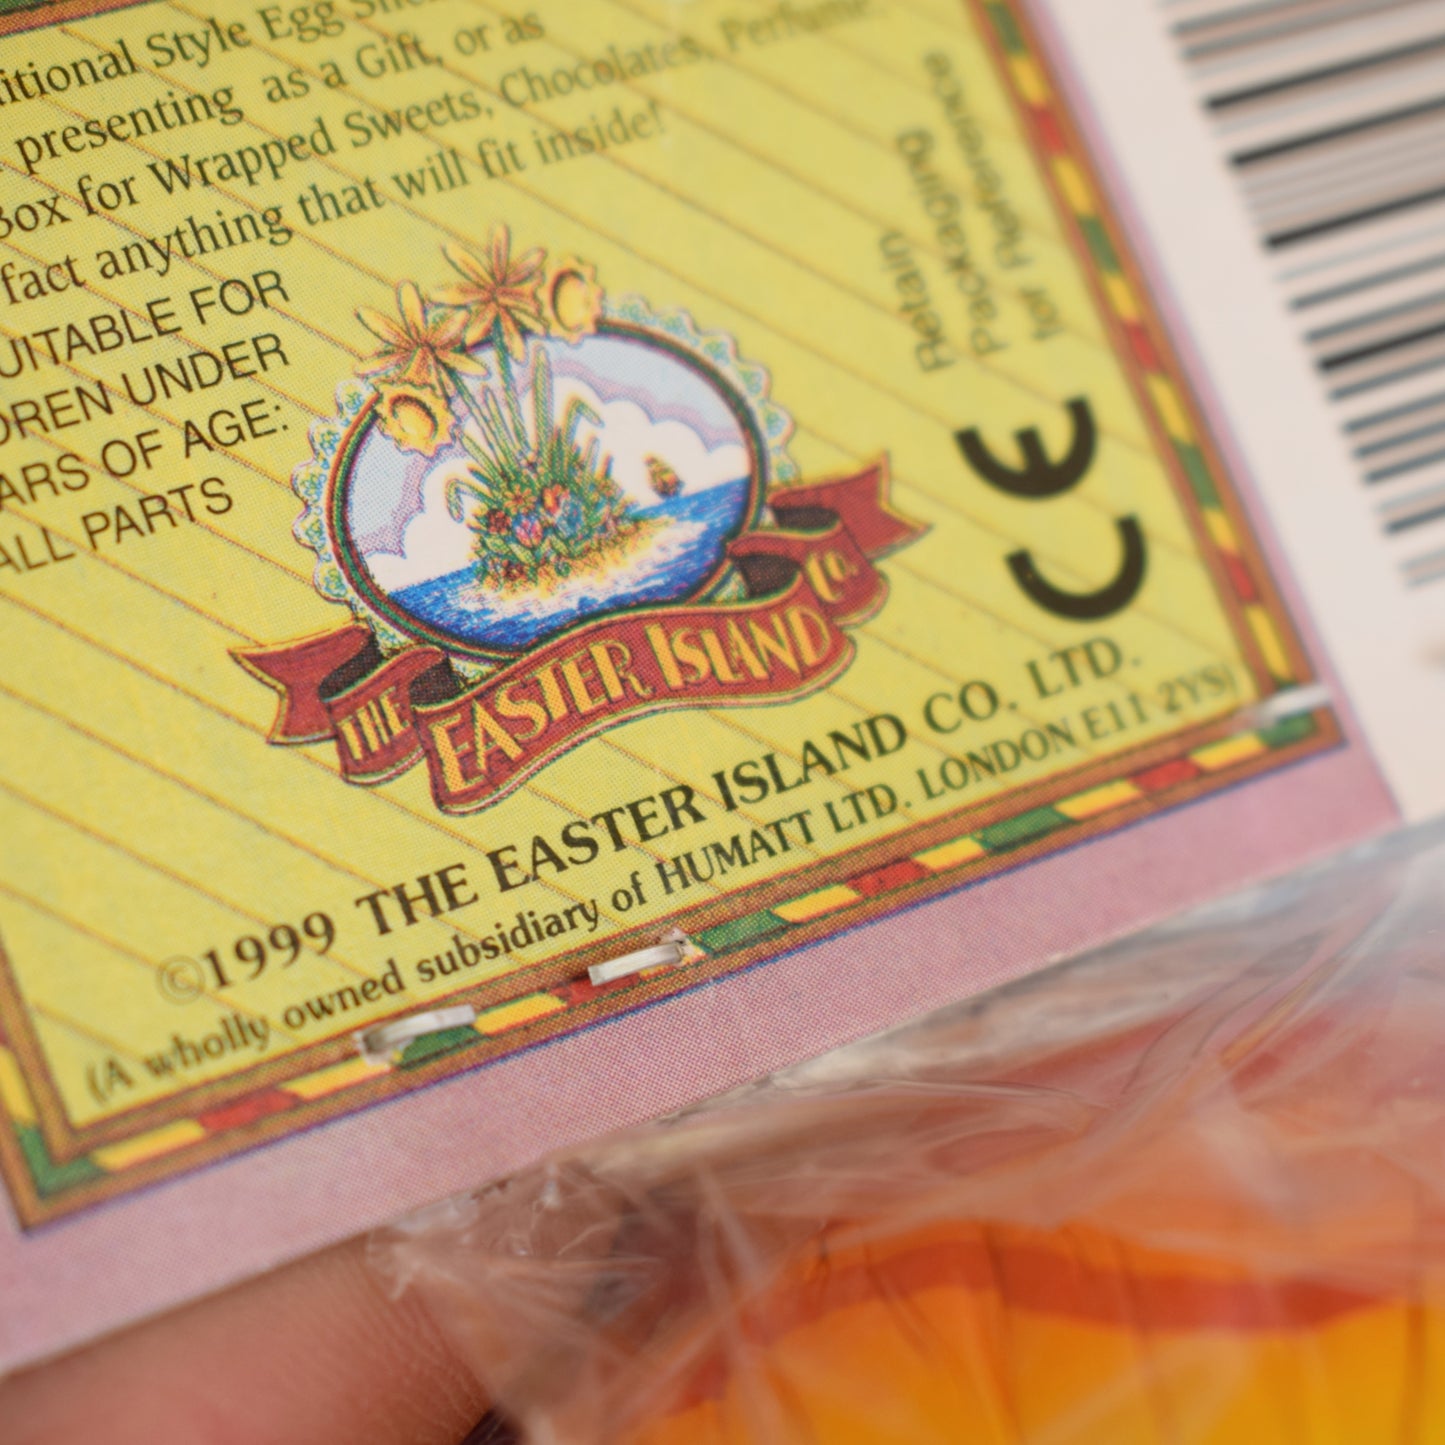 Style Egg
presenting as a Gift, or as
Box for Wrapped Sweets, Chocolates, Perfume,
fact anything that will fit inside!
UITABLE FOR
DREN UNDER
ARS OF AGE:
ALL PARTS
Retain
Packaging
for Reference
CE
THE EASTER ISLAND Co.
©1999 THE EASTER ISLAND CO. LTD.
(A wholly owned subsidiary of HUMATT LTD. LONDON E11 2YS)